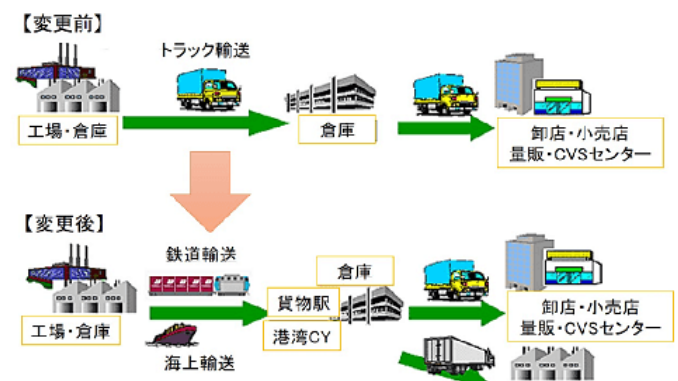 【変更前】
トラック輸送
工場・倉庫
倉庫
卸店・小売店
量販・CVSセンター
【変更後】
鉄道輸送
倉庫
貨物駅
工場・倉庫
港湾CY
海上輸送
卸店・小売店
量販・CVSセンター